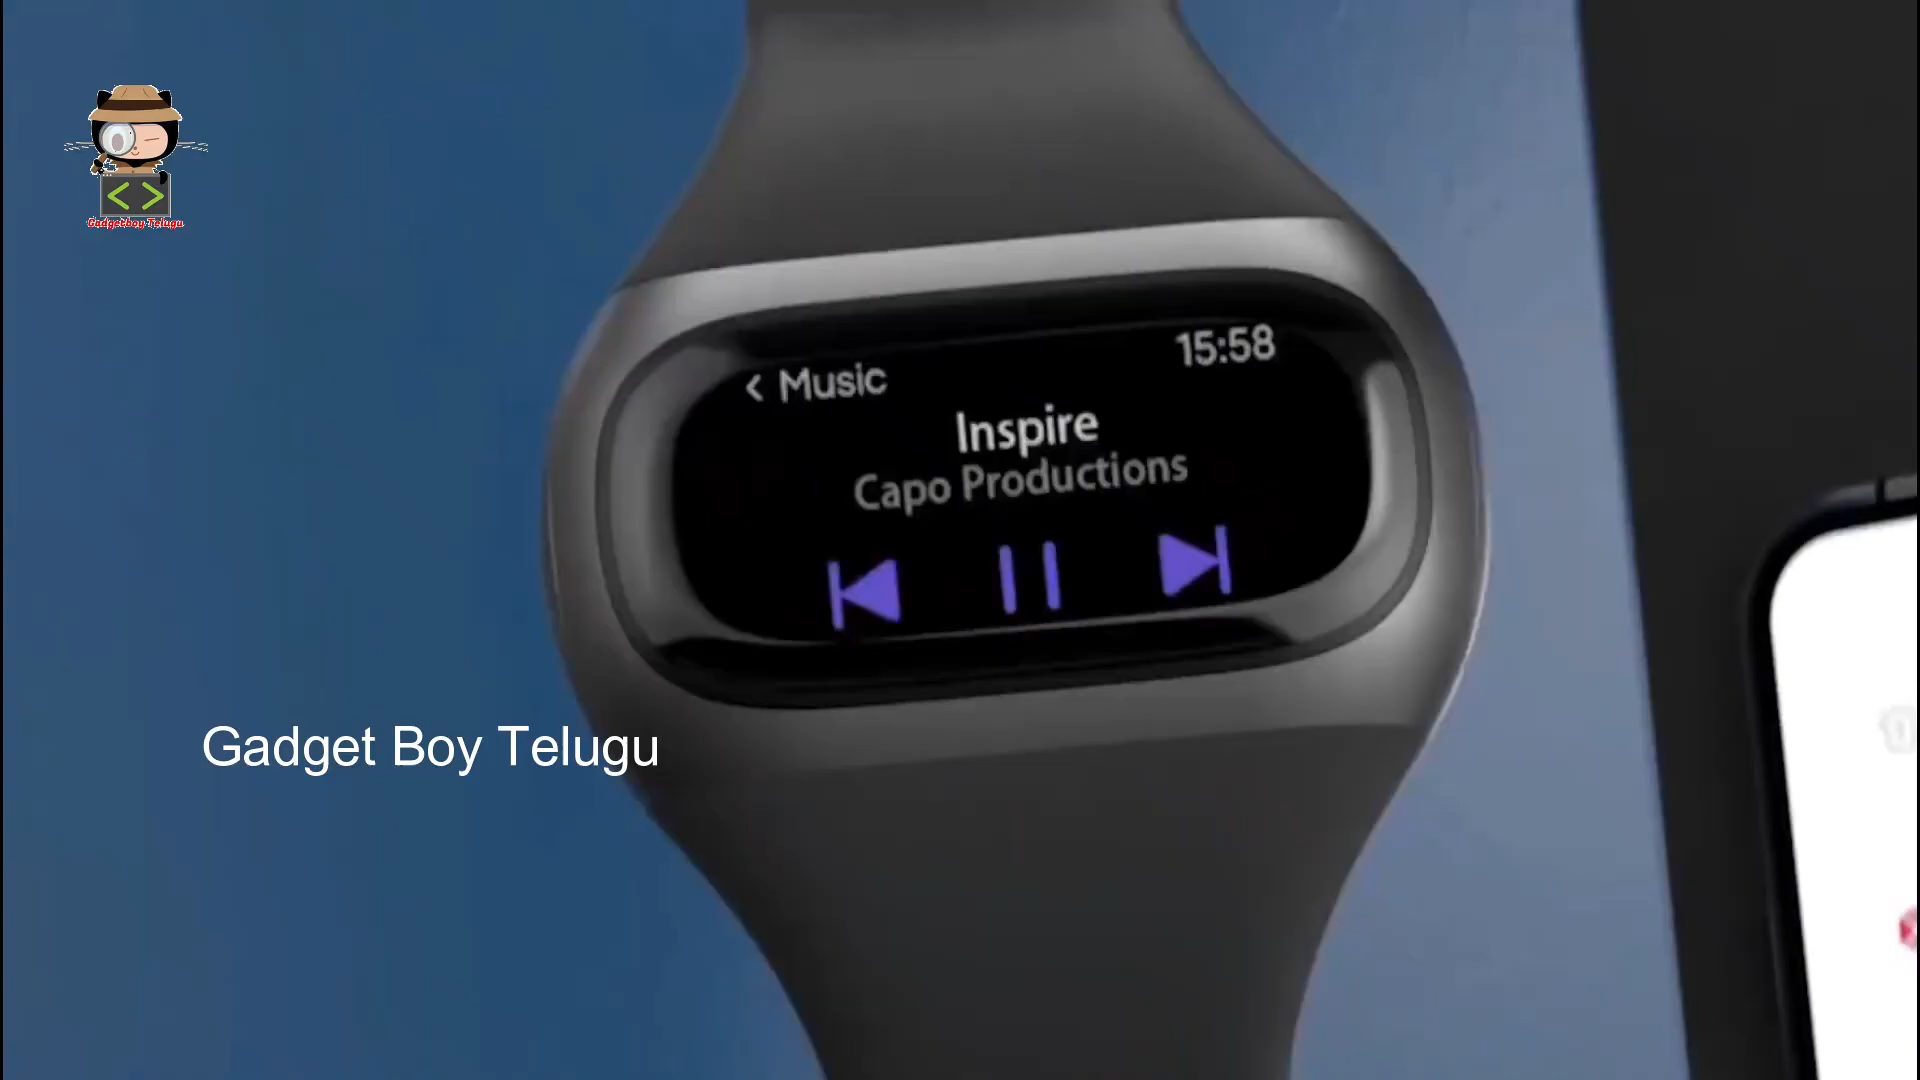 Gadgetboy Telugu
15:58
< Music
Inspire
Capo Productions
Gadget Boy Telugu